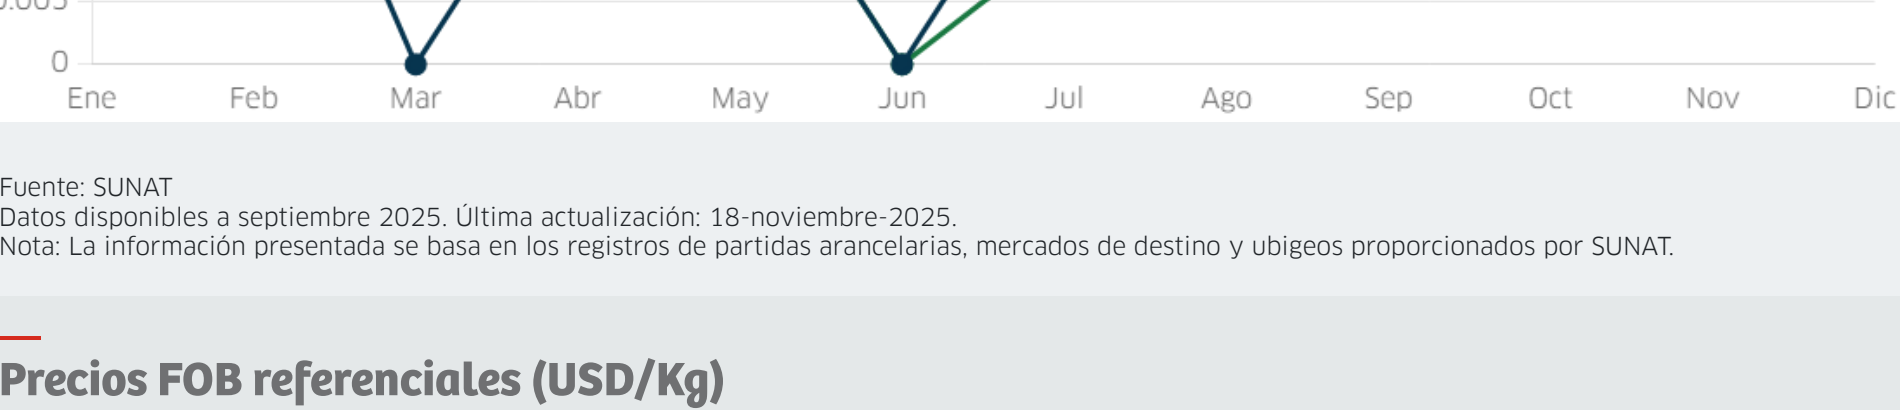 0.005
0
Ene Feb Mar Abr May Jun Jul Ago Sep Oct Nov Dic
Fuente: SUNAT
Datos disponibles a septiembre 2025. Última actualización: 18-noviembre-2025.
Nota: La información presentada se basa en los registros de partidas arancelarias, mercados de destino y ubigeos proporcionados por SUNAT.
Precios FOB referenciales (USD/Kg)